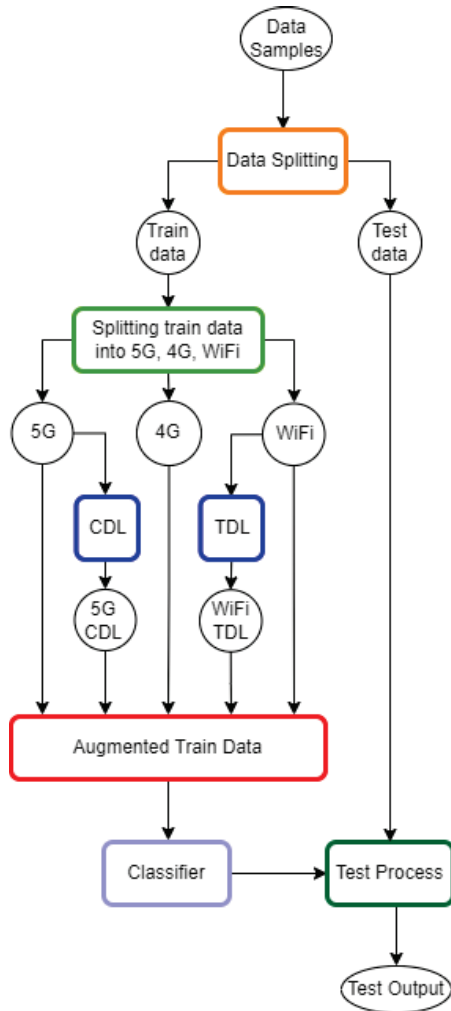 Data
Samples
Data Splitting
Train
data
Test
data
Splitting train data
into 5G, 4G, WiFi
5G
4G
WiFi
CDL
TDL
5G
CDL
WiFi
TDL
Augmented Train Data
Classifier
Test Process
Test Output